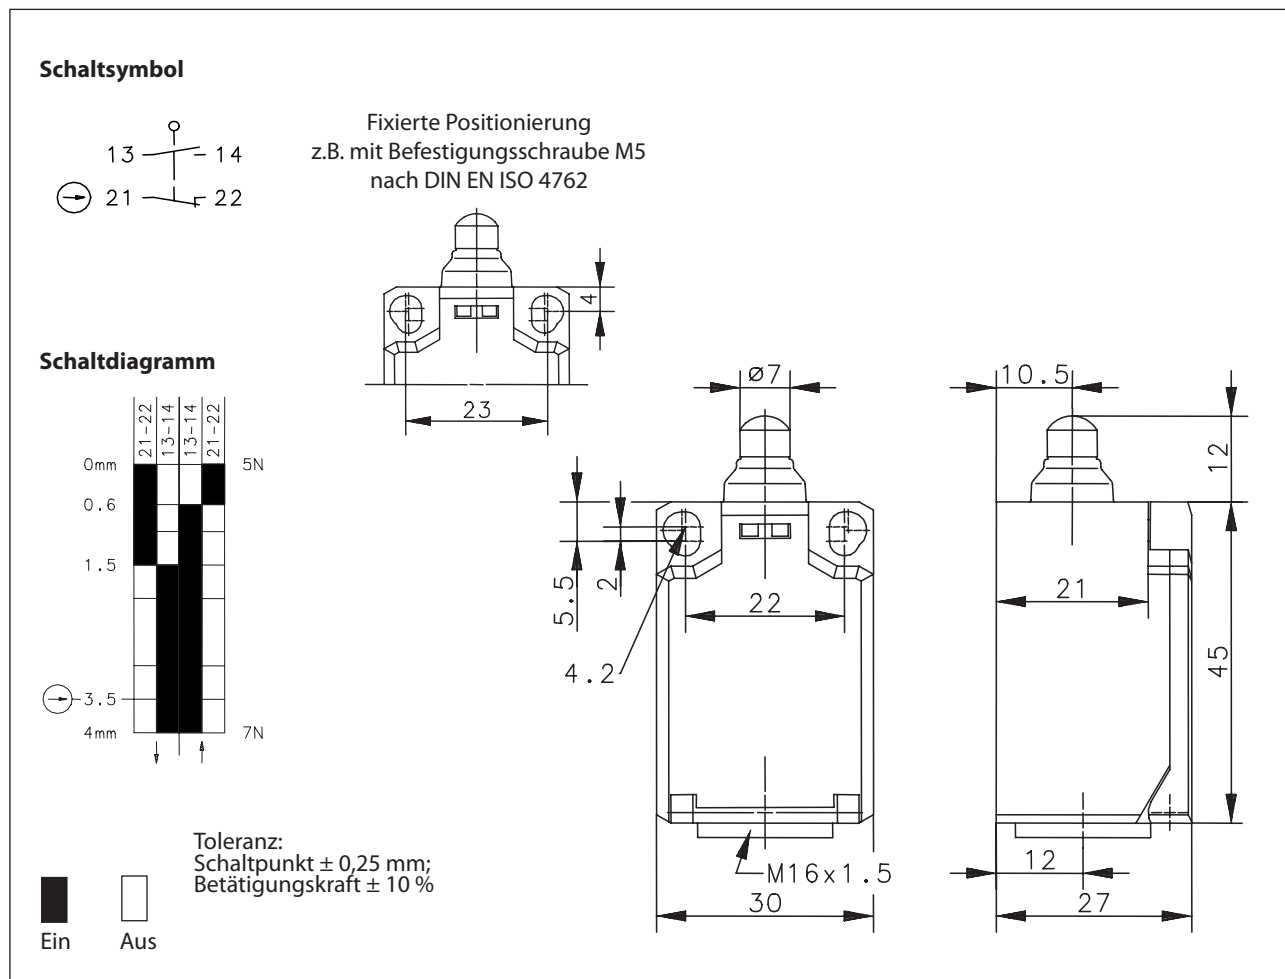 Schaltsymbol
13 14
21 22
Fixierte Positionierung
z.B. mit Befestigungsschraube M5
nach DIN EN ISO 4762
4
23
Schaltdiagramm
21-22
13-14
13-14
21-22
0mm 5N
0.6
1.5
3.5
4mm 7N
Toleranz:
Schaltpunkt ± 0,25 mm;
Betätigungskraft ± 10 %
Ein Aus
ø7
5.5
2
22
4.2
M16x1.5
30
10.5
12
21
45
12
27